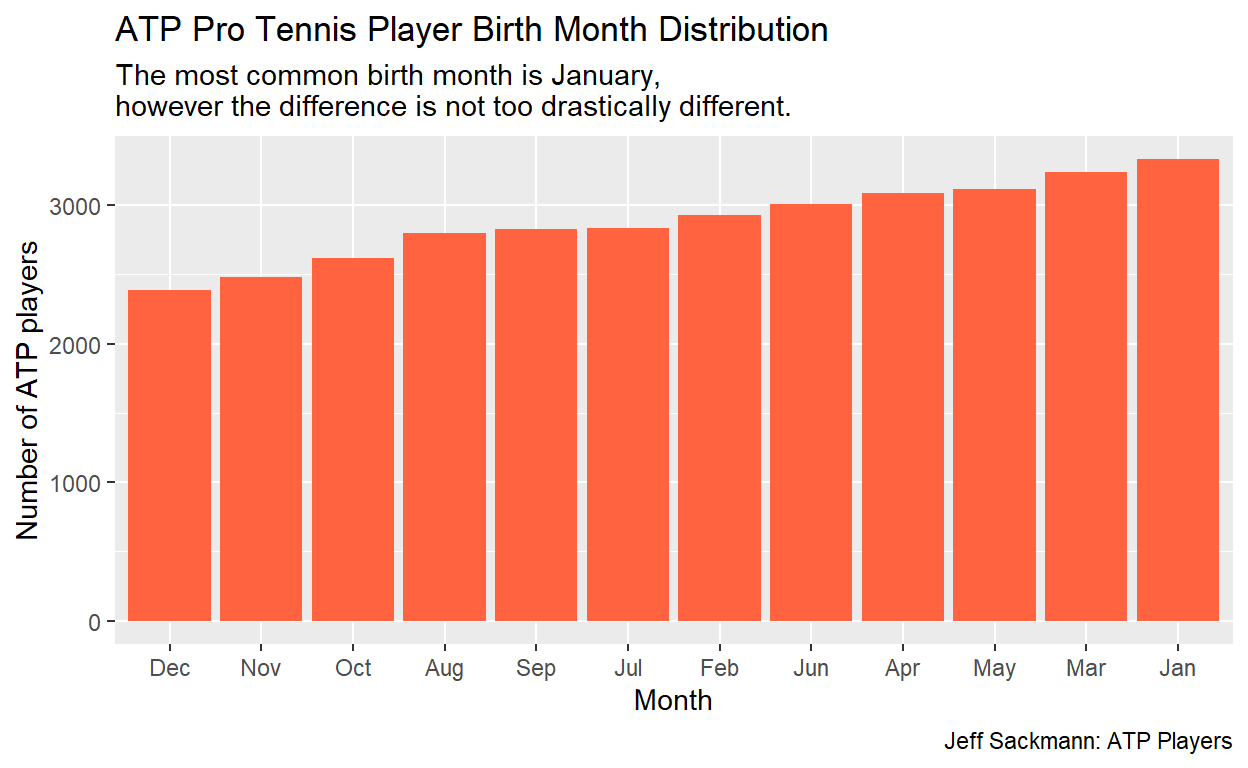 ATP Pro Tennis Player Birth Month Distribution
The most common birth month is January,
however the difference is not too drastically different.
Number of ATP players
3000
2000
1000
0
Dec Nov Oct Aug Sep Jul Feb Jun Apr May Mar Jan
Month
Jeff Sackmann: ATP Players